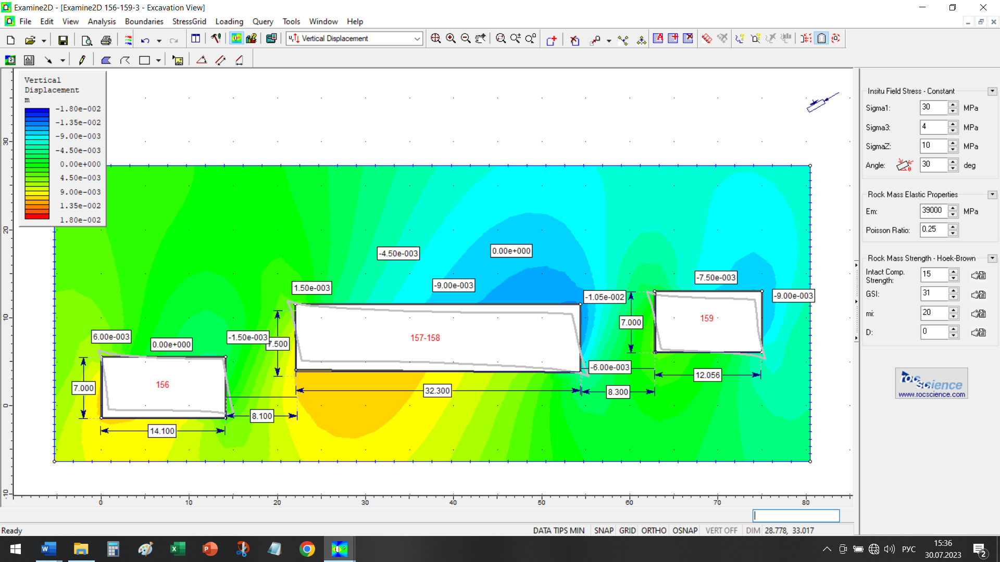 Examine2D - [Examine2D 156-159-3 - Excavation View]
File Edit View Analysis Boundaries StressGrid Loading Query Tools Window Help
Vertical Displacement
Vertical
Displacement
m
-1.80e-002
-1.35e-002
-9.00e-003
-4.50e-003
0.00e+000
4.50e-003
9.00e-003
1.35e-002
1.80e-002
30
20
10
0
-10
-4.50e-003
0.00e+000
1.50e-003
-9.00e-003
-7.50e-003
-1.05e-002
-9.00e-003
7.000
159
6.00e-003
0.00e+000
-1.50e-003
7.500
157-158
-6.00e-003
12.056
7.000
156
32.300
8.300
8.100
14.100
0 10 20 30 40 50 60 70 80
Insitu Field Stress - Constant
Sigma1: 30 MPa
Sigma3: 4 MPa
SigmaZ: 10 MPa
Angle: θ 30 deg
Rock Mass Elastic Properties
Em: 39000 MPa
Poisson Ratio: 0.25
Rock Mass Strength - Hoek-Brown
Intact Comp.
Strength: 15
GSI: 31
mi: 20
D: 0
rocscience
www.rocscience.com
Ready
DATA TIPS MIN SNAP GRID ORTHO OSNAP VERT OFF DIM 28.778, 33.017
РУС
15:36
30.07.2023
2